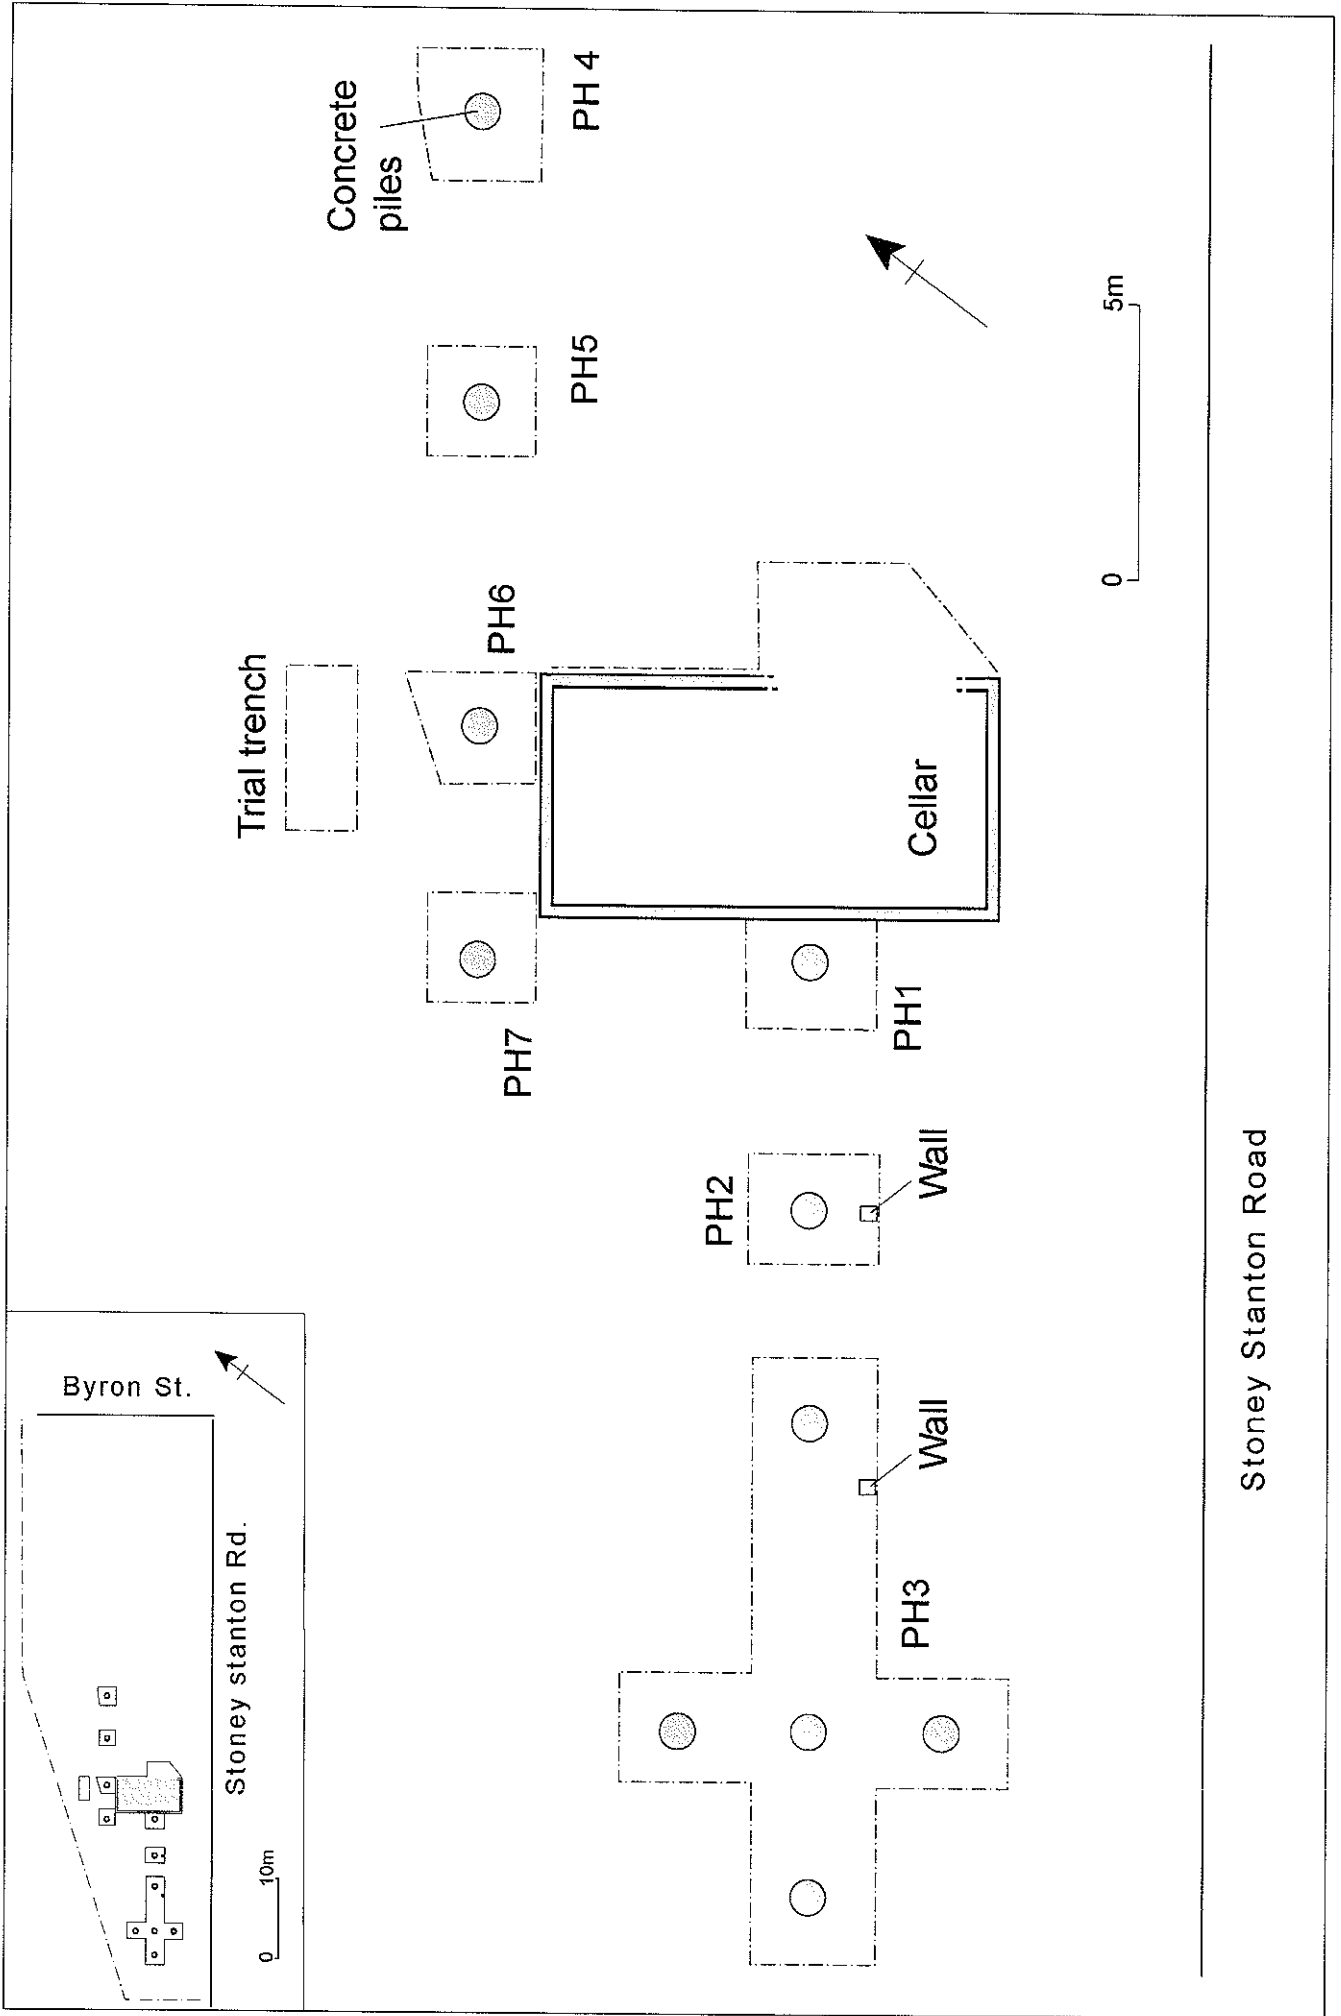 Concrete
piles
PH 4
PH5
PH6
Trial trench
PH7
Cellar
PH1
PH2
Wall
Wall
PH3
0
5m
Stoney Stanton Road
Byron St.
Stoney stanton Rd.
0
10m